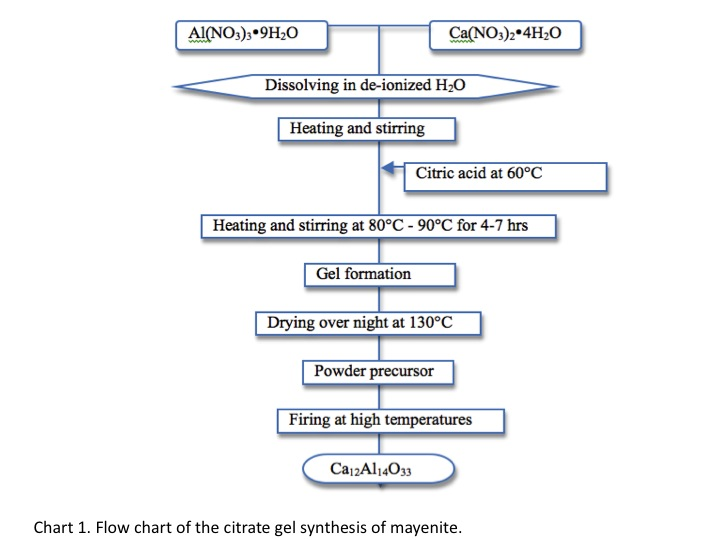 Al(NO₃)₃•9H₂O
Ca(NO₃)₂•4H₂O
Dissolving in de-ionized H₂O
Heating and stirring
Citric acid at 60°C
Heating and stirring at 80°C - 90°C for 4-7 hrs
Gel formation
Drying over night at 130°C
Powder precursor
Firing at high temperatures
Ca₁₂Al₁₄O₃₃
Chart 1. Flow chart of the citrate gel synthesis of mayenite.